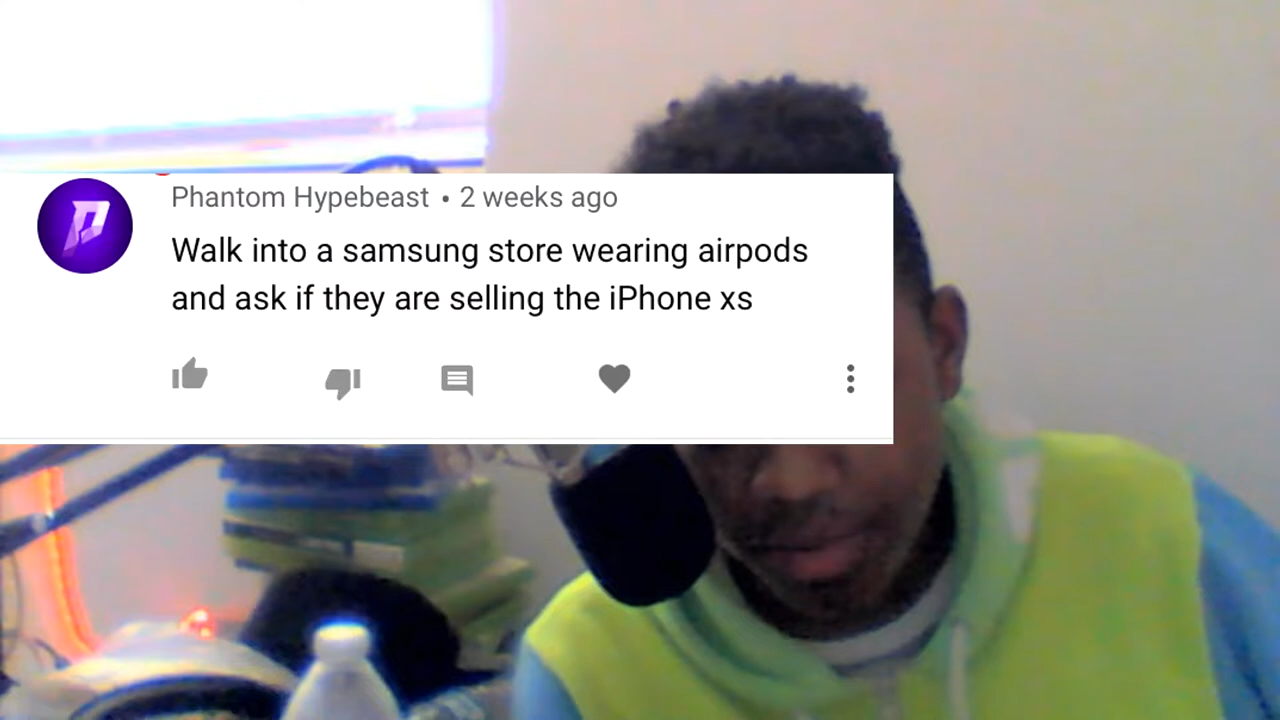 Phantom Hypebeast • 2 weeks ago
Walk into a samsung store wearing airpods
and ask if they are selling the iPhone xs